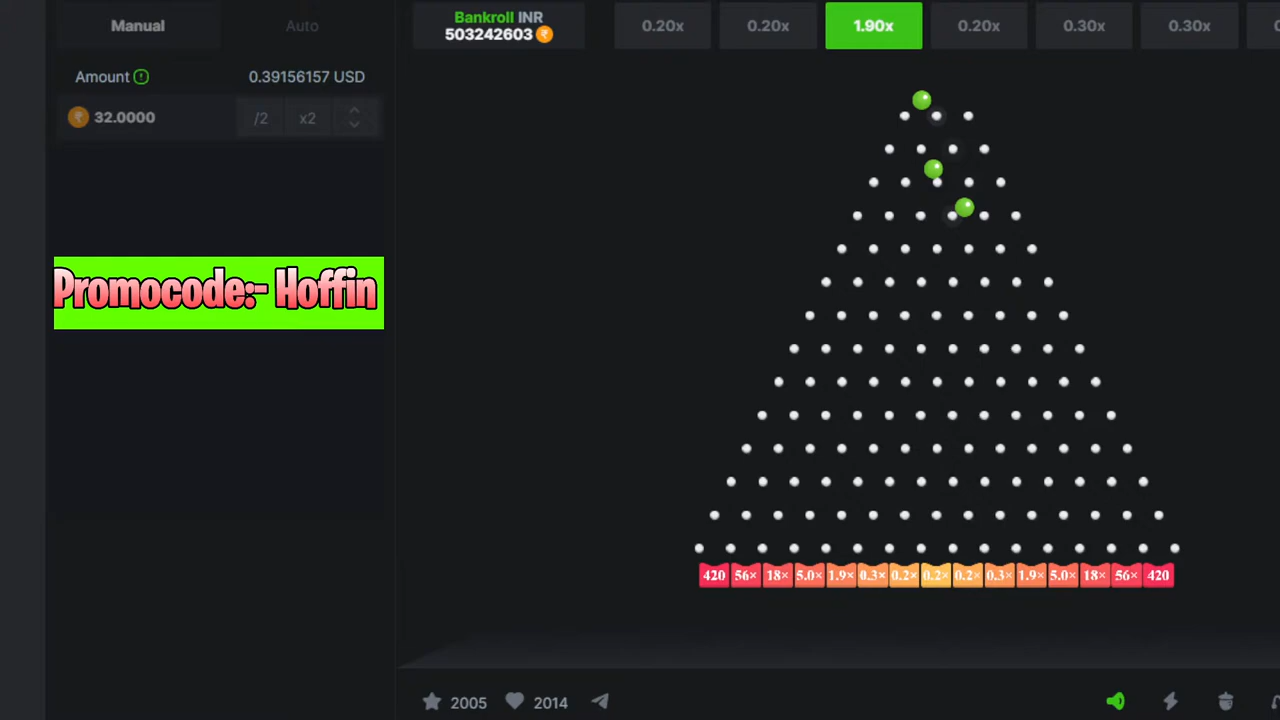 Manual Auto
Bankroll INR
503242603
0.20x 0.20x 1.90x 0.20x 0.30x 0.30x
Amount 0.39156157 USD
32.0000 /2 x2
Promocode:- Hoffin
420 56× 18× 5.0× 1.9× 0.3× 0.2× 0.2× 0.2× 0.3× 1.9× 5.0× 18× 56× 420
2005 2014